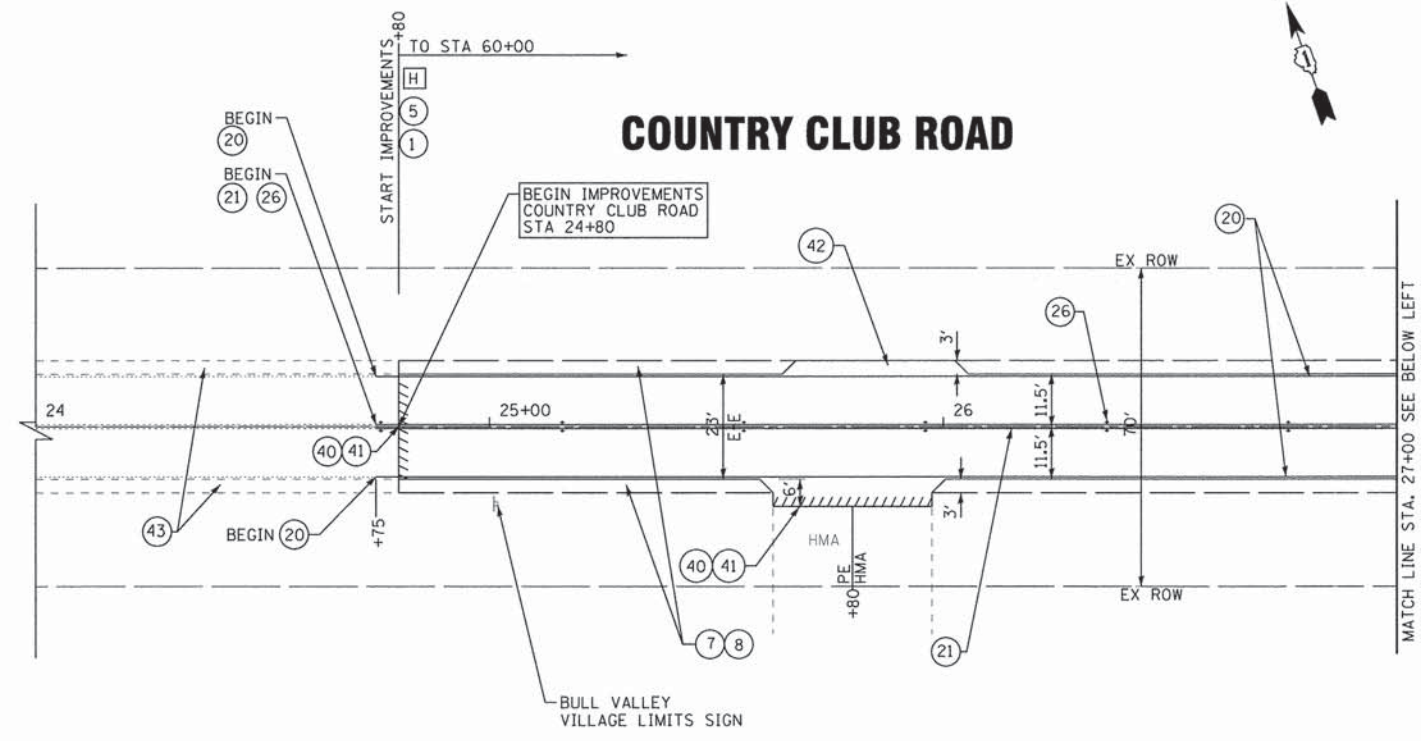 START IMPROVEMENTS
+80
TO STA 60+00
H
5
1
COUNTRY CLUB ROAD
1
BEGIN
20
BEGIN
21 26
BEGIN IMPROVEMENTS
COUNTRY CLUB ROAD
STA 24+80
42
20
EX ROW
26
3'
24
25+00
26
23'
E-E
11.5'
11.5'
70'
40 41
43
BEGIN 20
+75
6'
3'
HMA
40 41
+80 PE
HMA
EX ROW
7 8
21
BULL VALLEY
VILLAGE LIMITS SIGN
MATCH LINE STA. 27+00 SEE BELOW LEFT